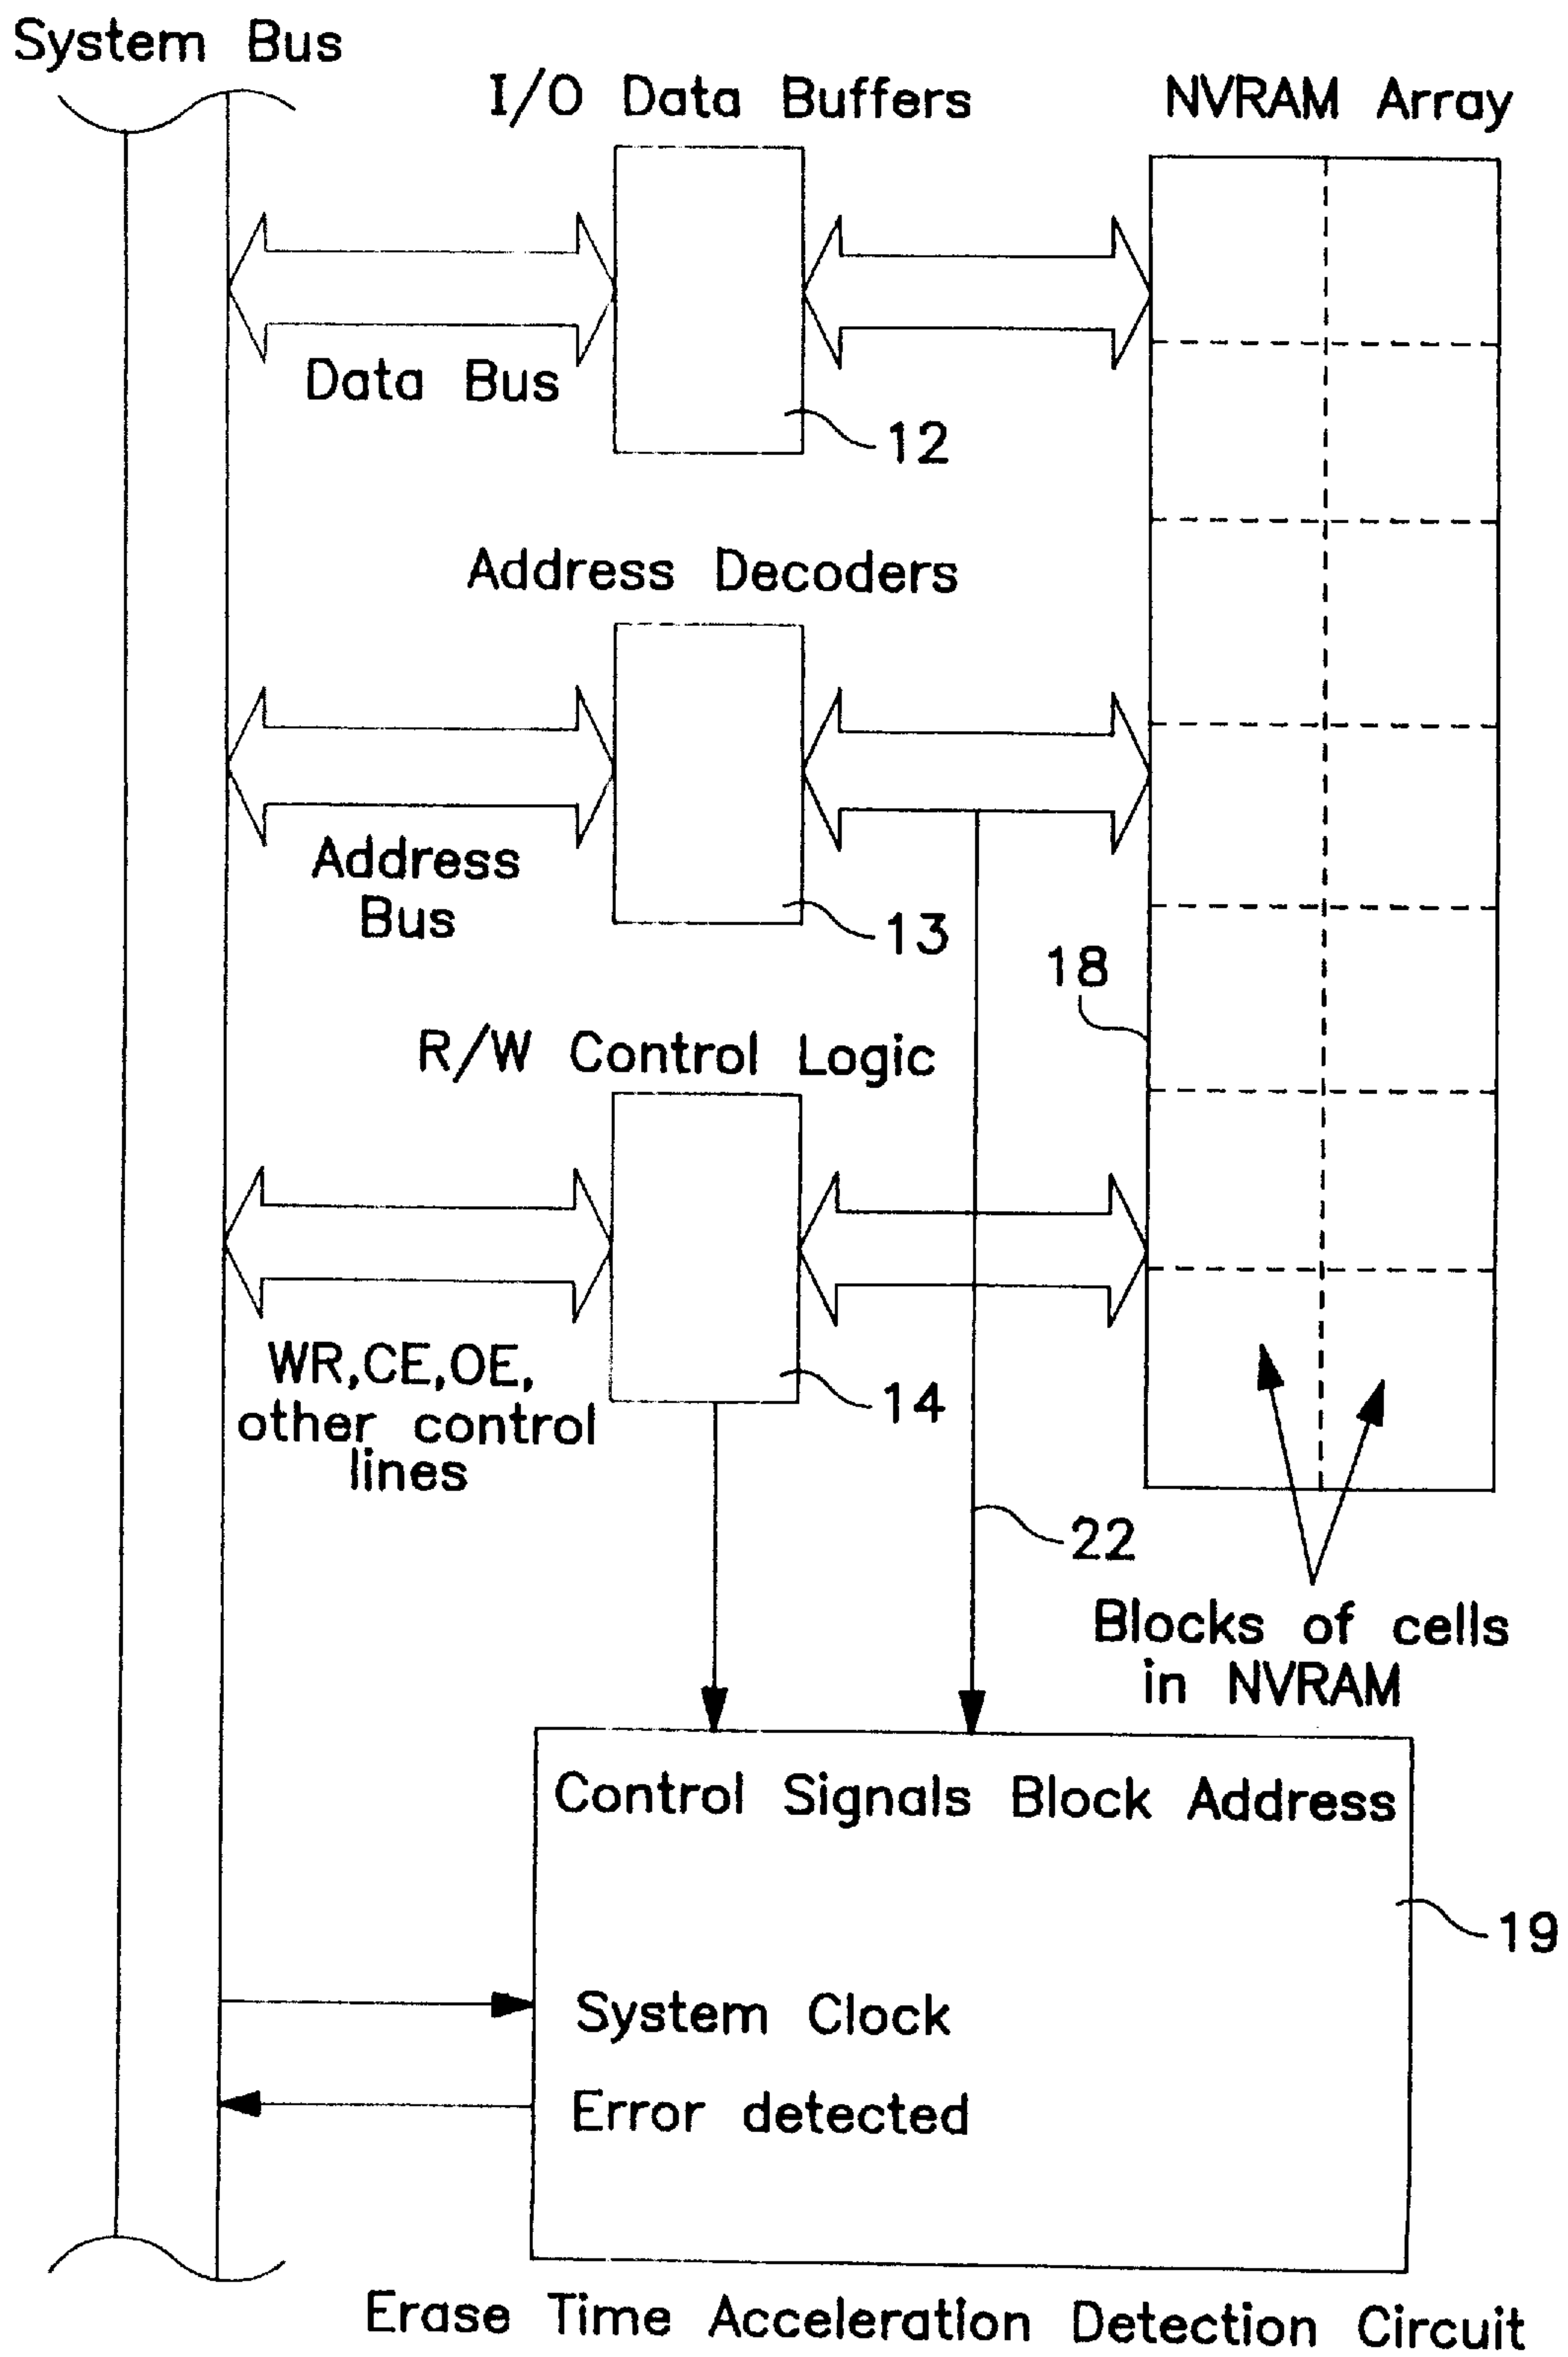 System Bus
I/O Data Buffers
NVRAM Array
Data Bus
12
Address Decoders
Address
Bus
13
18
R/W Control Logic
WR,CE,OE,
other control
lines
14
22
Blocks of cells
in NVRAM
Control Signals Block Address
19
System Clock
Error detected
Erase Time Acceleration Detection Circuit